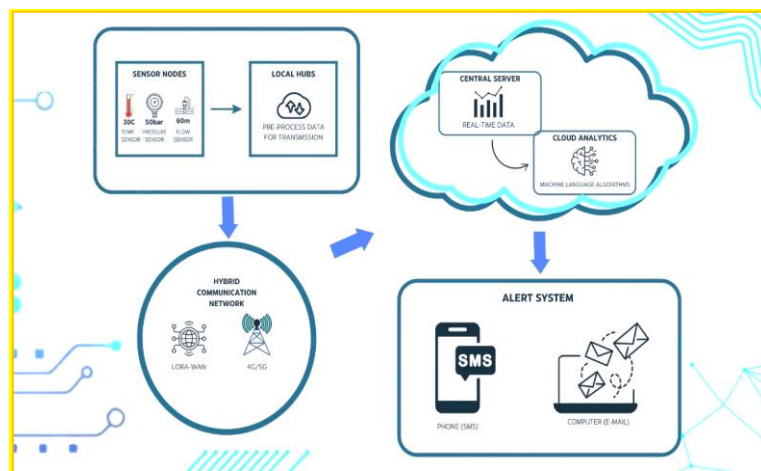 SENSOR NODES
30C
50bar
60m
TEMP
SENSOR
PRESSURE
SENSOR
FLOW
SENSOR
LOCAL HUBS
PRE-PROCESS DATA
FOR TRANSMISSION
CENTRAL SERVER
REAL-TIME DATA
CLOUD ANALYTICS
MACHINE LANGUAGE ALGORITHMS
HYBRID
COMMUNICATION
NETWORK
LORA-WAN
4G/5G
ALERT SYSTEM
SMS
PHONE (SMS)
COMPUTER (E-MAIL)